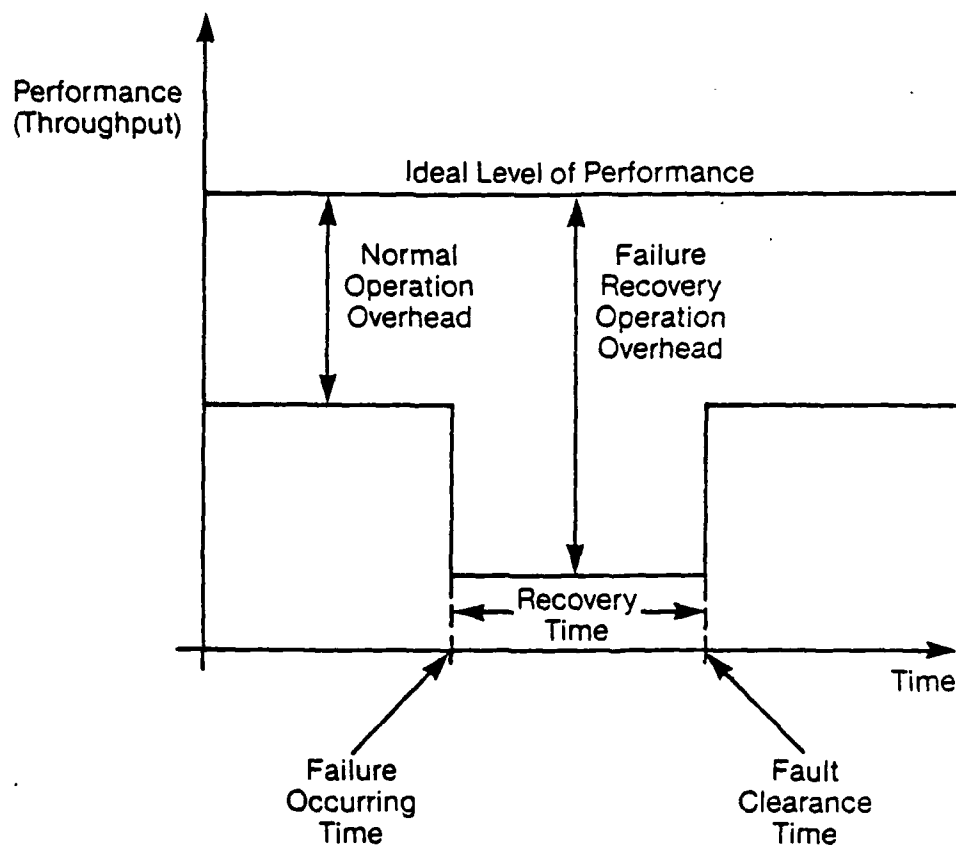 Performance
(Throughput)
Ideal Level of Performance
Normal
Operation
Overhead
Failure
Recovery
Operation
Overhead
Recovery
Time
Time
Failure
Occurring
Time
Fault
Clearance
Time